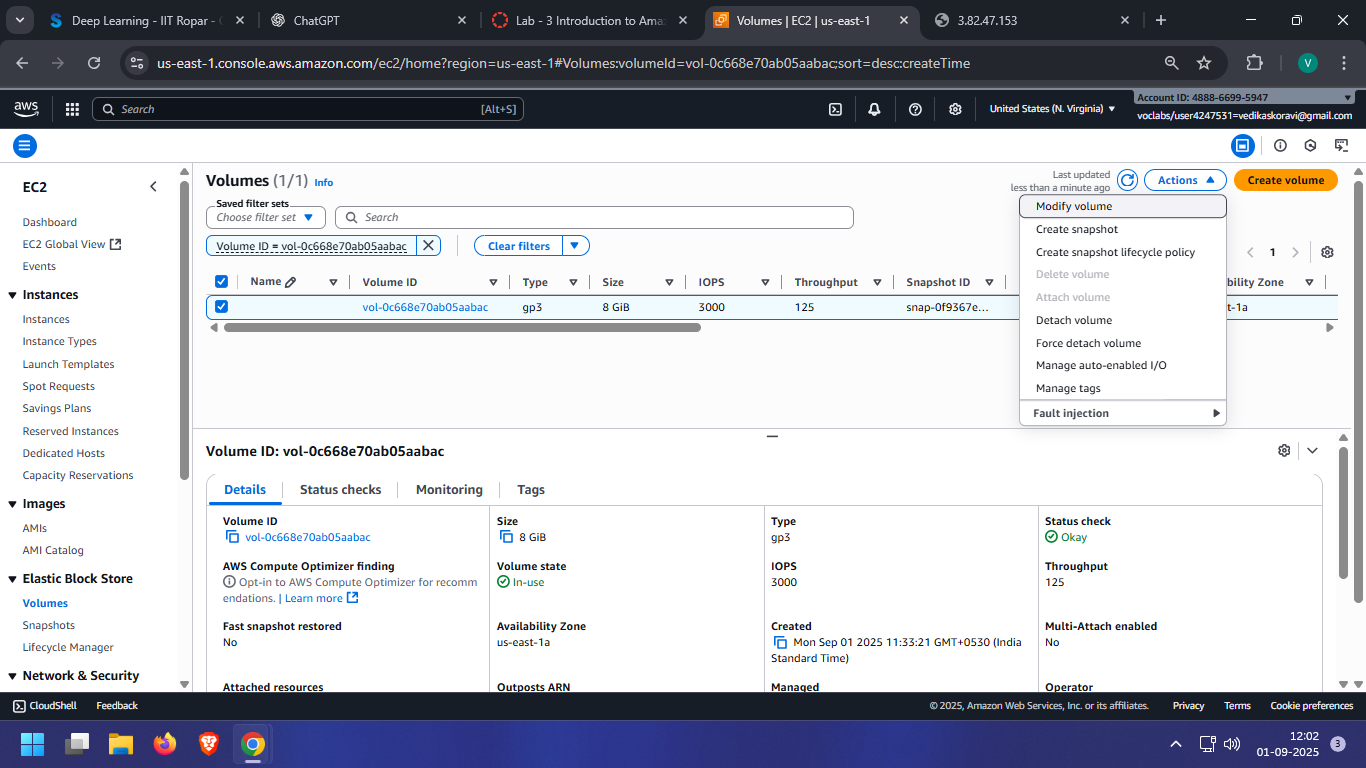 Deep Learning - IIT Ropar -
ChatGPT
Lab - 3 Introduction to Ama
Volumes | EC2 | us-east-1
3.82.47.153
us-east-1.console.aws.amazon.com/ec2/home?region=us-east-1#Volumes:volumeId=vol-0c668e70ab05aabac;sort=desc:createTime
V
aws
Search
[Alt+S]
United States (N. Virginia)
Account ID: 4888-6699-5947
voclabs/user4247531=vedikaskoravi@gmail.com
EC2
Dashboard
EC2 Global View
Events
Instances
Instances
Instance Types
Launch Templates
Spot Requests
Savings Plans
Reserved Instances
Dedicated Hosts
Capacity Reservations
Images
AMIs
AMI Catalog
Elastic Block Store
Volumes
Snapshots
Lifecycle Manager
Network & Security
Volumes (1/1) Info
Last updated
less than a minute ago
Actions
Create volume
Saved filter sets
Choose filter set
Search
Volume ID = vol-0c668e70ab05aabac
Clear filters
1
Name Volume ID Type Size IOPS Throughput Snapshot ID bility Zone
vol-0c668e70ab05aabac gp3 8 GiB 3000 125 snap-0f9367e... t-1a
Modify volume
Create snapshot
Create snapshot lifecycle policy
Delete volume
Attach volume
Detach volume
Force detach volume
Manage auto-enabled I/O
Manage tags
Fault injection
Volume ID: vol-0c668e70ab05aabac
Details
Status checks
Monitoring
Tags
Volume ID
vol-0c668e70ab05aabac
Size
8 GiB
Type
gp3
Status check
Okay
AWS Compute Optimizer finding
Opt-in to AWS Compute Optimizer for recomm
endations. | Learn more
Volume state
In-use
IOPS
3000
Throughput
125
Fast snapshot restored
No
Availability Zone
us-east-1a
Created
Mon Sep 01 2025 11:33:21 GMT+0530 (India
Standard Time)
Multi-Attach enabled
No
Attached resources
Outposts ARN
Managed
Operator
CloudShell
Feedback
© 2025, Amazon Web Services, Inc. or its affiliates.
Privacy
Terms
Cookie preferences
12:02
01-09-2025
3